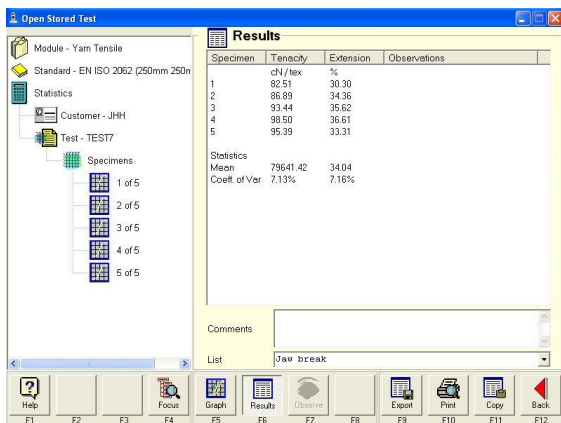 Open Stored Test
Module - Yarn Tensile
Standard - EN ISO 2062 (250mm 250m
Statistics
Customer - JHH
Test - TEST7
Specimens
1 of 5
2 of 5
3 of 5
4 of 5
5 of 5
Results
Specimen Tenacity Extension Observations
cN/tex %
1 82.51 30.30
2 86.89 34.36
3 93.44 35.62
4 98.50 36.61
5 95.39 33.31
Statistics
Mean 79641.42 34.04
Coeff. of Var 7.13% 7.16%
Comments
List Jaw break
Help Focus Graph Results Observe Export Print Copy Back
F1 F2 F3 F4 F5 F6 F7 F8 F9 F10 F11 F12